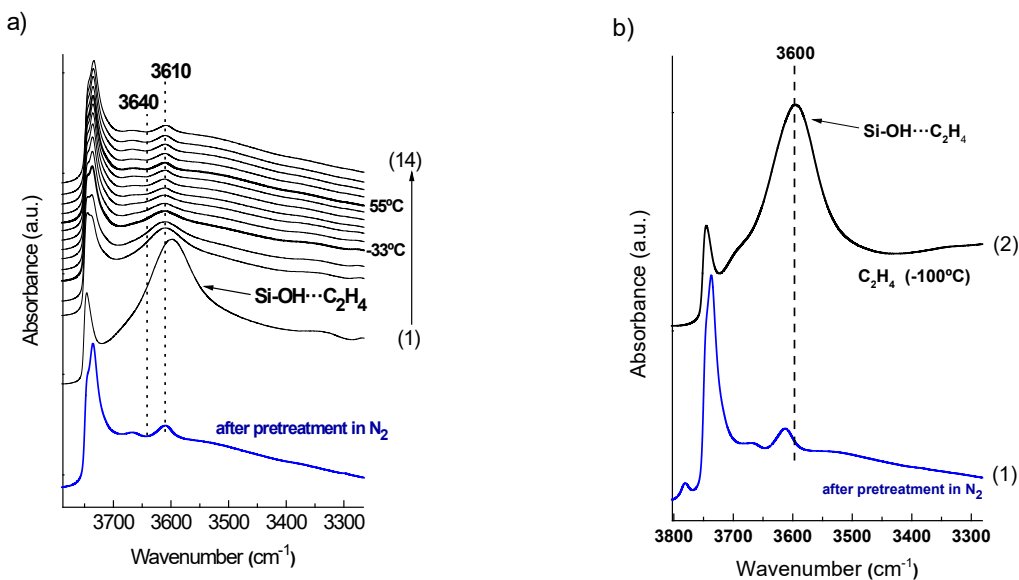 a)
3610
3640
(14)
55ºC
-33ºC
Si-OH···C₂H₄
(1)
after pretreatment in N₂
Absorbance (a.u.)
3700 3600 3500 3400 3300
Wavenumber (cm⁻¹)
b)
3600
Si-OH···C₂H₄
(2)
C₂H₄ (-100ºC)
(1)
after pretreatment in N₂
Absorbance (a.u.)
3800 3700 3600 3500 3400 3300
Wavenumber (cm⁻¹)